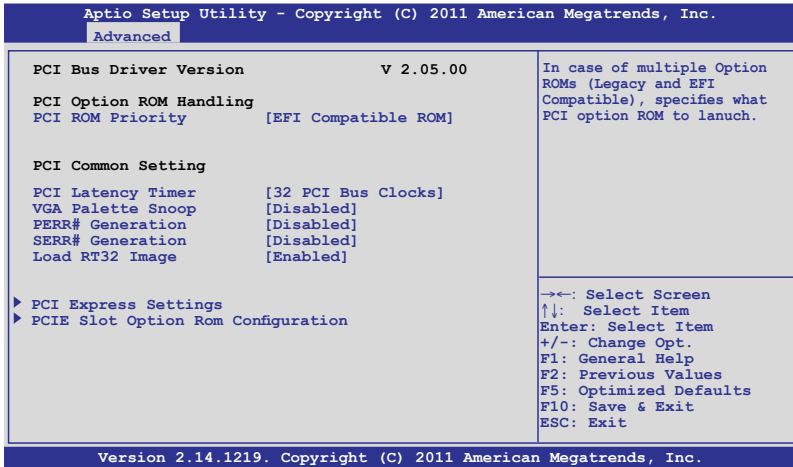 Aptio Setup Utility - Copyright (C) 2011 American Megatrends, Inc.
Advanced
PCI Bus Driver Version V 2.05.00
PCI Option ROM Handling
PCI ROM Priority [EFI Compatible ROM]
PCI Common Setting
PCI Latency Timer [32 PCI Bus Clocks]
VGA Palette Snoop [Disabled]
PERR# Generation [Disabled]
SERR# Generation [Disabled]
Load RT32 Image [Enabled]
PCI Express Settings
PCIE Slot Option Rom Configuration
In case of multiple Option
ROMs (Legacy and EFI
Compatible), specifies what
PCI option ROM to lanuch.
→←: Select Screen
↑↓: Select Item
Enter: Select Item
+/-: Change Opt.
F1: General Help
F2: Previous Values
F5: Optimized Defaults
F10: Save & Exit
ESC: Exit
Version 2.14.1219. Copyright (C) 2011 American Megatrends, Inc.